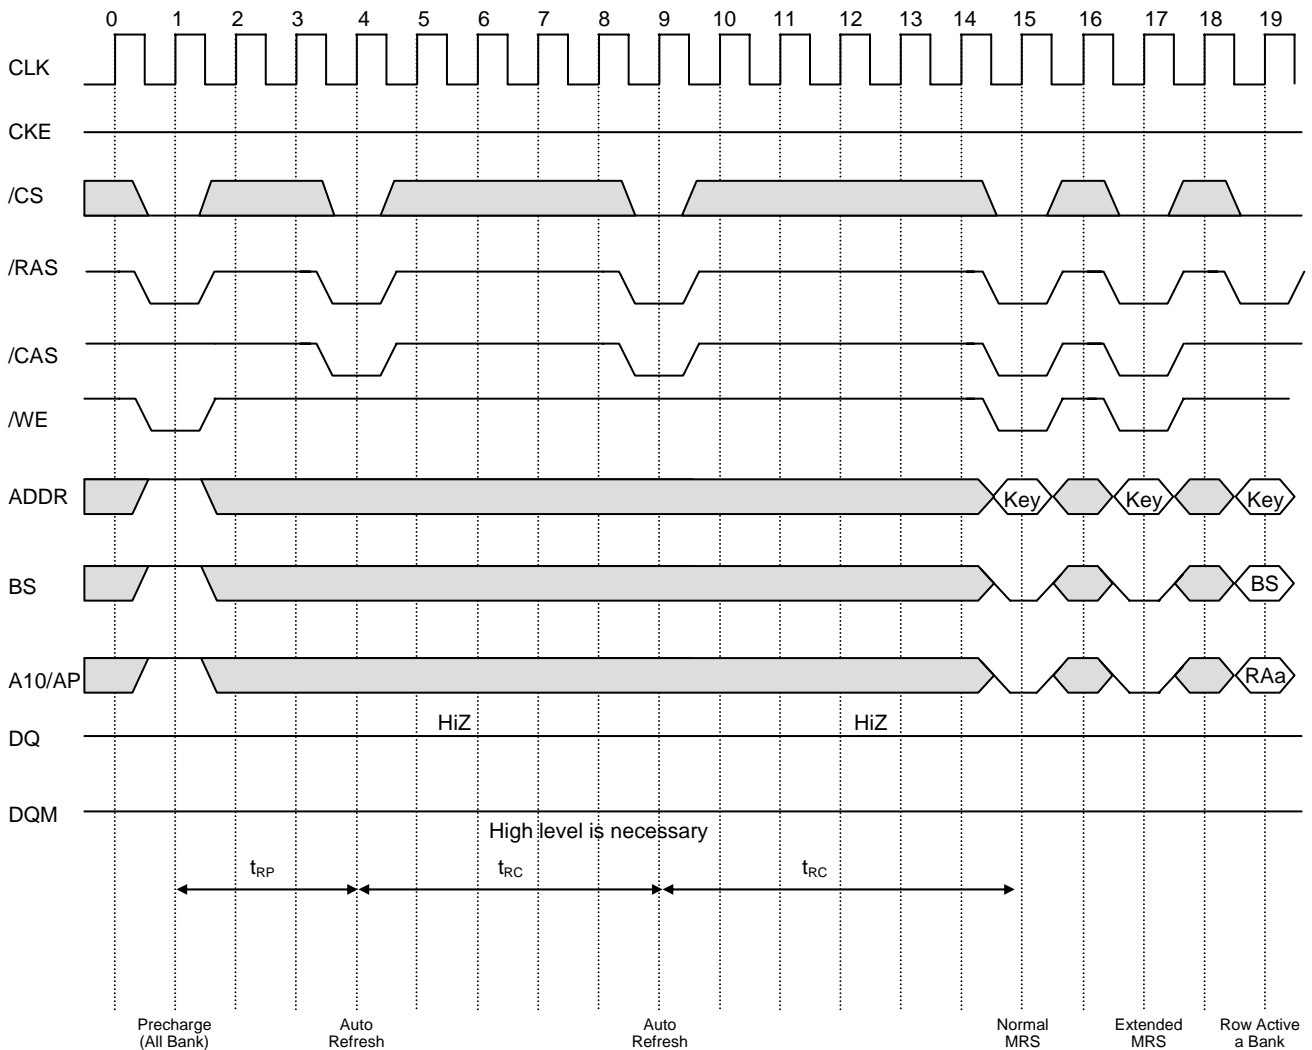 0 1 2 3 4 5 6 7 8 9 10 11 12 13 14 15 16 17 18 19
CLK
CKE
/CS
/RAS
/CAS
/WE
ADDR Key Key Key
BS BS
A10/AP RAa
HiZ HiZ
DQ
DQM
High level is necessary
tRP tRC tRC
Precharge Auto Auto Normal Extended Row Active
(All Bank) Refresh Refresh MRS MRS a Bank